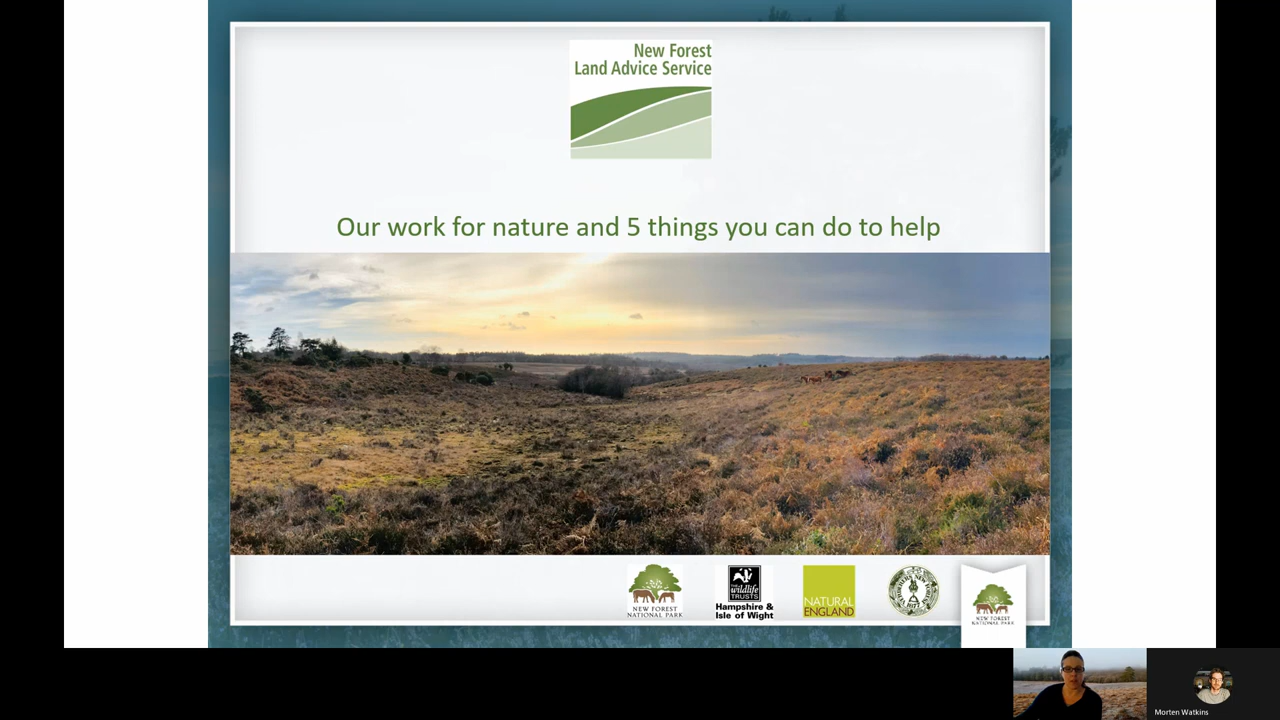 New Forest
Land Advice Service
Our work for nature and 5 things you can do to help
NEW FOREST
NATIONAL PARK
the
wildlife
TRUSTS
Hampshire &
Isle of Wight
NATURAL
ENGLAND
NEW FOREST
NATIONAL PARK
Morten Watkins